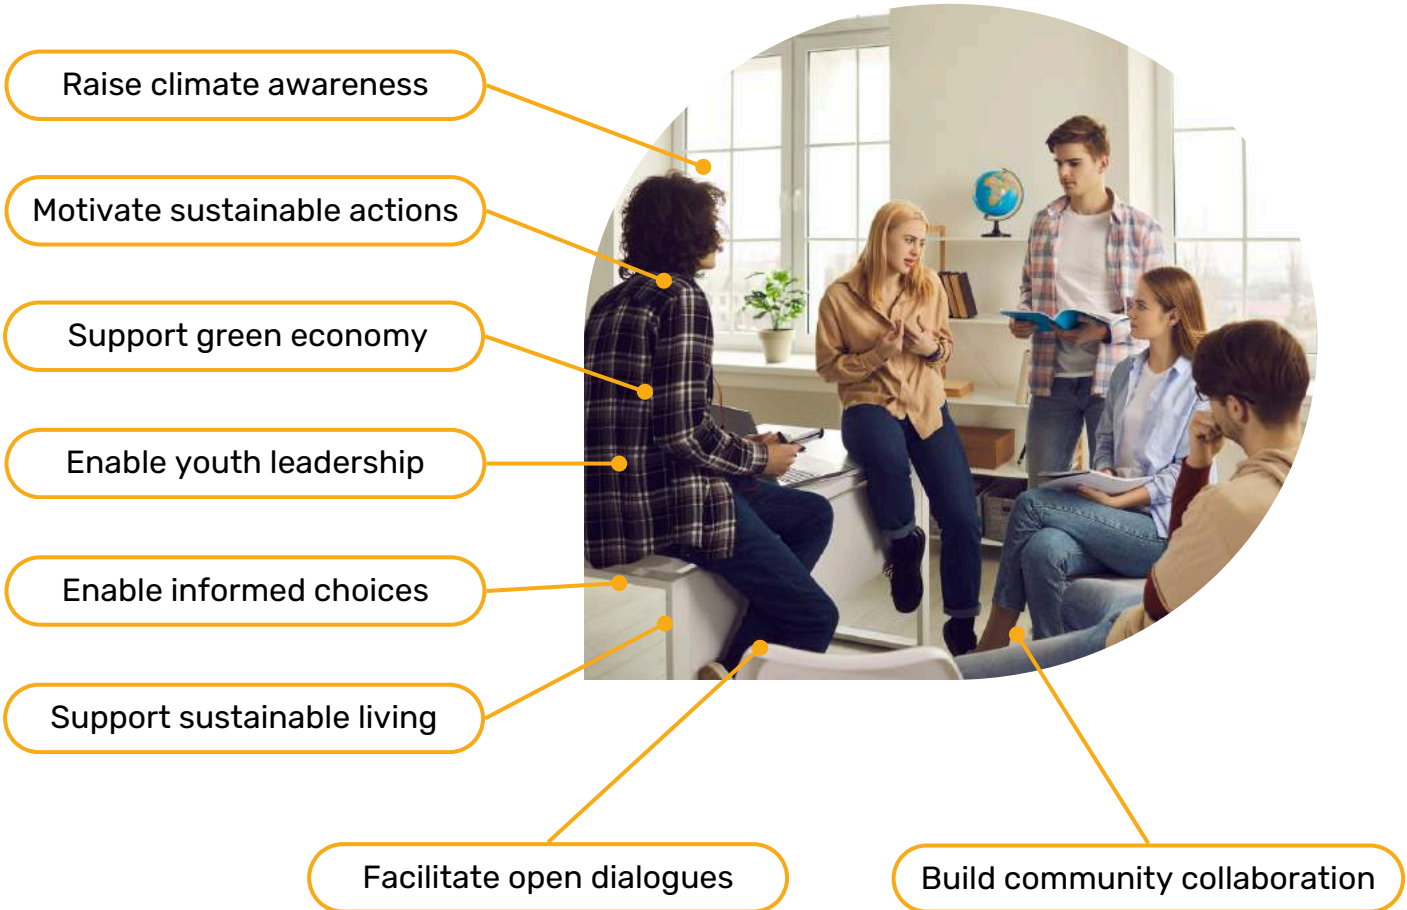 Raise climate awareness
Motivate sustainable actions
Support green economy
Enable youth leadership
Enable informed choices
Support sustainable living
Facilitate open dialogues
Build community collaboration